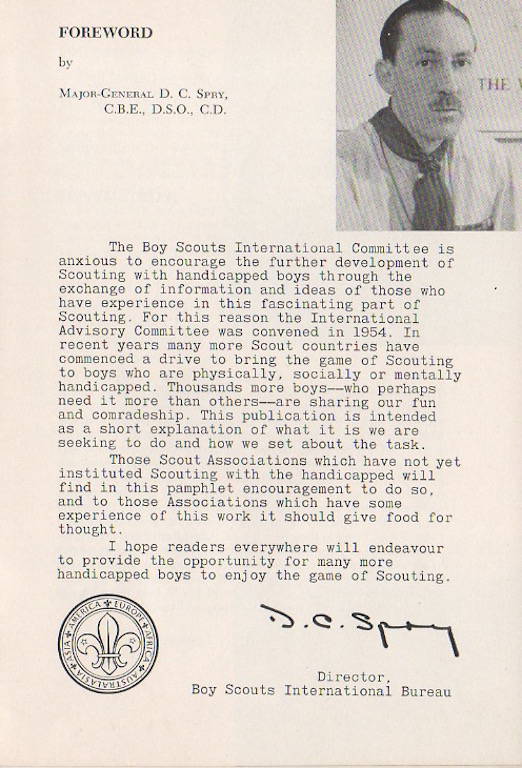 FOREWORD
by
MAJOR-GENERAL D. C. SPRY,
C.B.E., D.S.O., C.D.
THE
The Boy Scouts International Committee is
anxious to encourage the further development of
Scouting with handicapped boys through the
exchange of information and ideas of those who
have experience in this fascinating part of
Scouting. For this reason the International
Advisory Committee was convened in 1954. In
recent years many more Scout countries have
commenced a drive to bring the game of Scouting
to boys who are physically, socially or mentally
handicapped. Thousands more boys—who perhaps
need it more than others—are sharing our fun
and comradeship. This publication is intended
as a short explanation of what it is we are
seeking to do and how we set about the task.
Those Scout Associations which have not yet
instituted Scouting with the handicapped will
find in this pamphlet encouragement to do so,
and to those Associations which have some
experience of this work it should give food for
thought.
I hope readers everywhere will endeavour
to provide the opportunity for many more
handicapped boys to enjoy the game of Scouting.
AMERICA EUROPE AFRICA AUSTRALASIA ASIA
D. C. Spry
Director,
Boy Scouts International Bureau